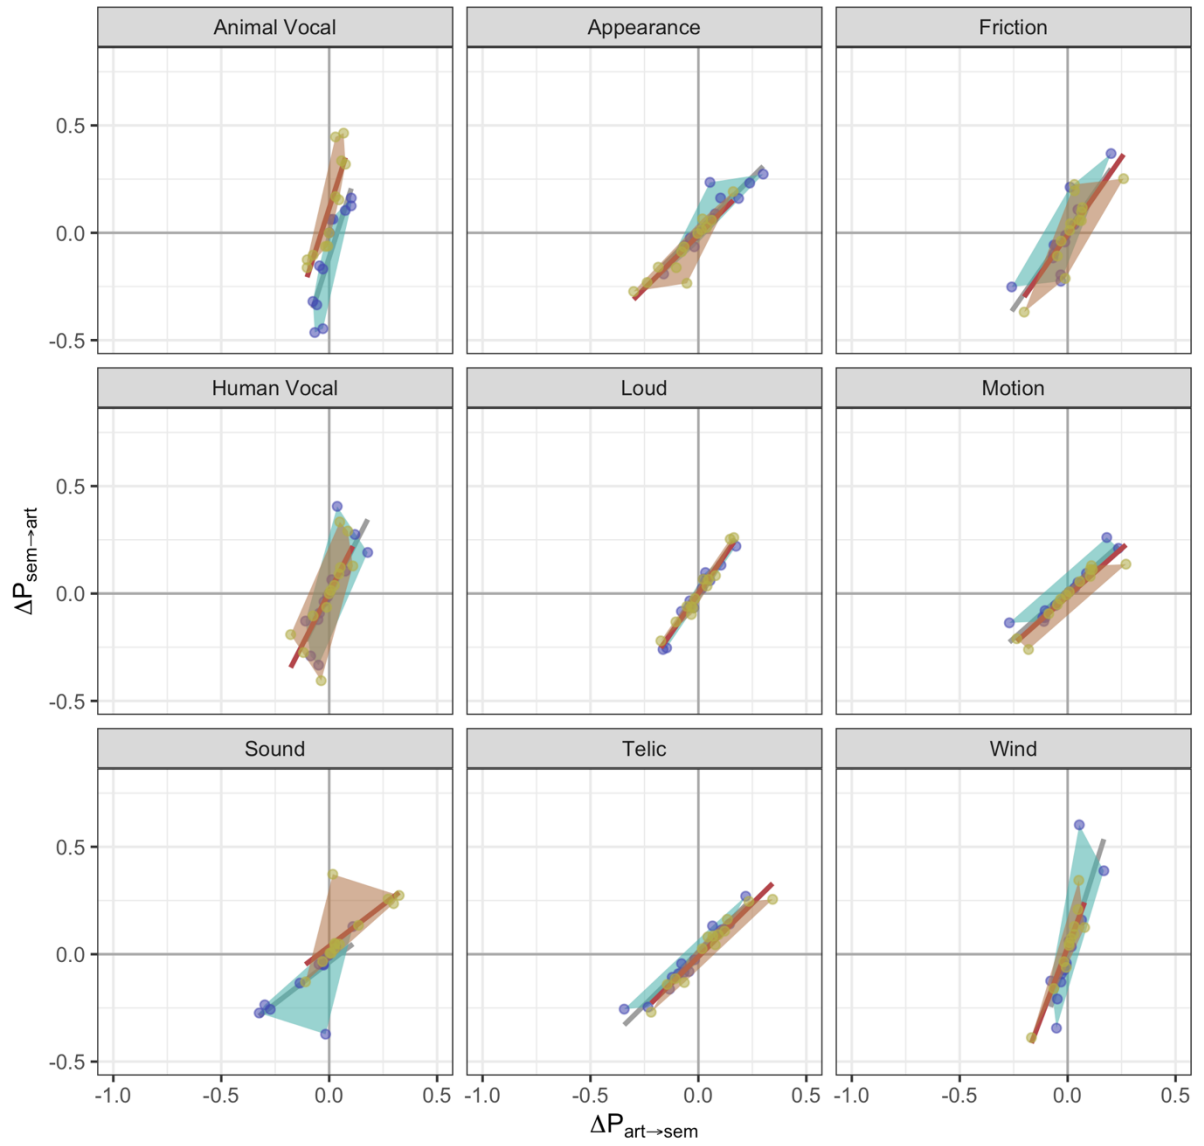 Animal Vocal Appearance Friction
0.5
0.0
-0.5
Human Vocal Loud Motion
0.5
0.0
-0.5
ΔPsem→art
Sound Telic Wind
0.5
0.0
-0.5
-1.0 -0.5 0.0 0.5 -1.0 -0.5 0.0 0.5 -1.0 -0.5 0.0 0.5
ΔPart→sem